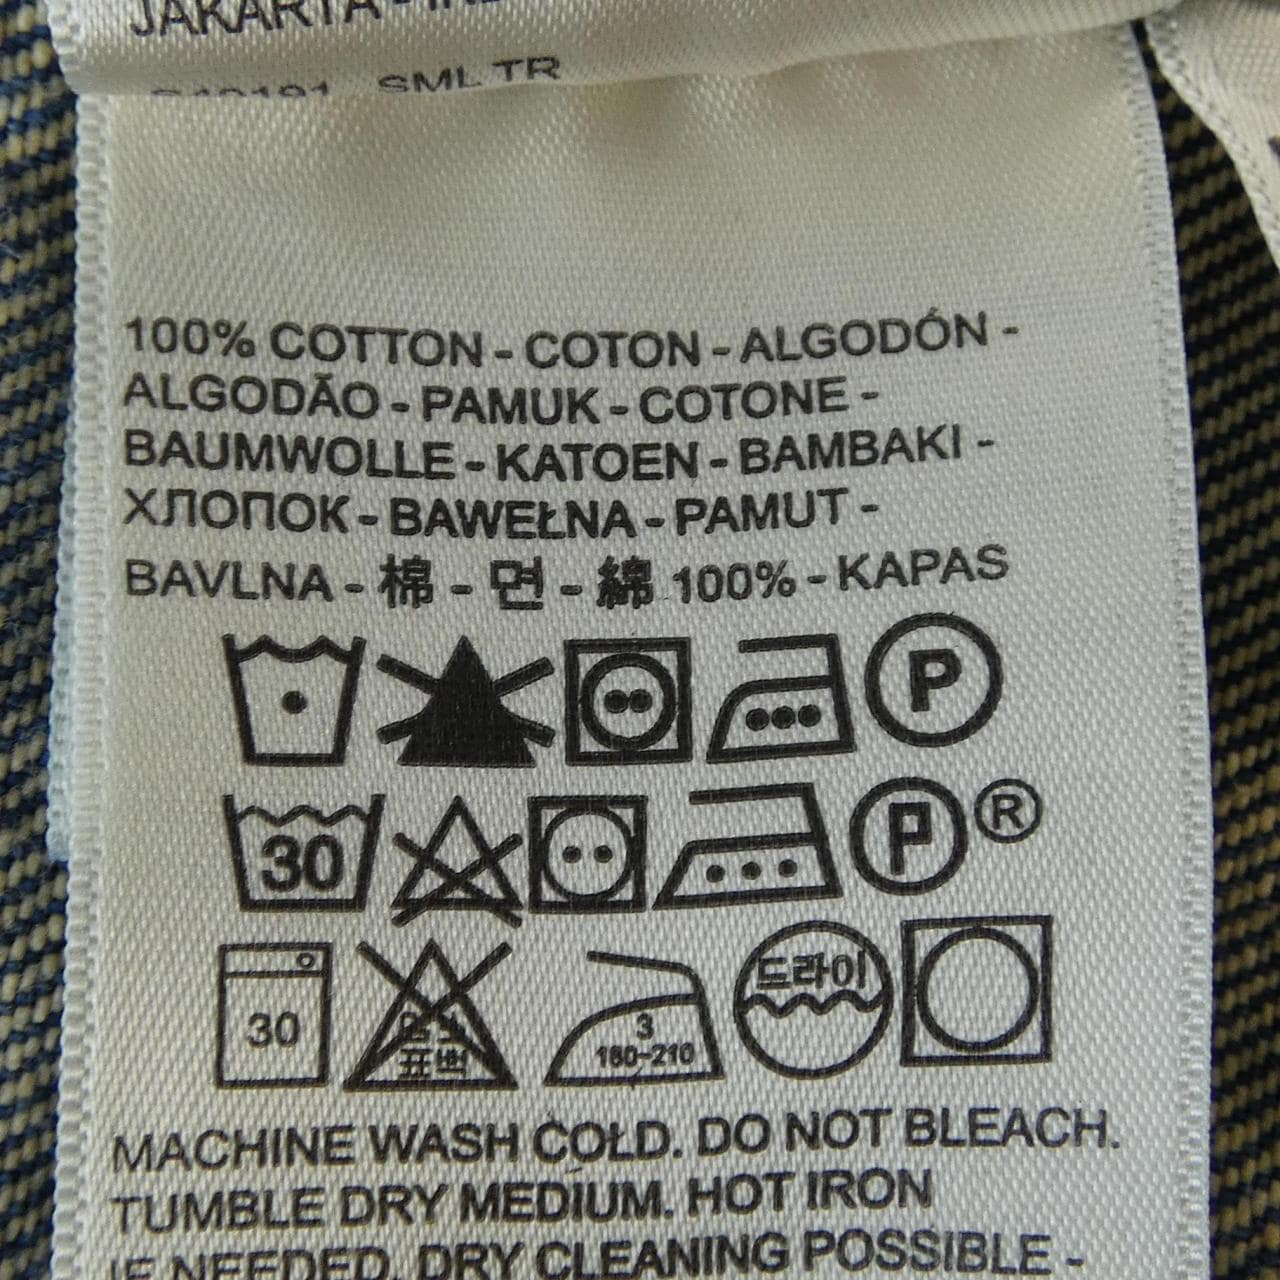 JAKARTA -
SML TR
100% COTTON - COTON - ALGODÓN -
ALGODÃO - PAMUK - COTONE -
BAUMWOLLE - KATOEN - BAMBAKI -
ХЛОПОК - BAWEŁNA - PAMUT -
BAVLNA - 棉 - 면 - 綿 100% - KAPAS
P
30 P ®
30 표백 3 180~210 드라이
MACHINE WASH COLD. DO NOT BLEACH.
TUMBLE DRY MEDIUM. HOT IRON
IF NEEDED. DRY CLEANING POSSIBLE -